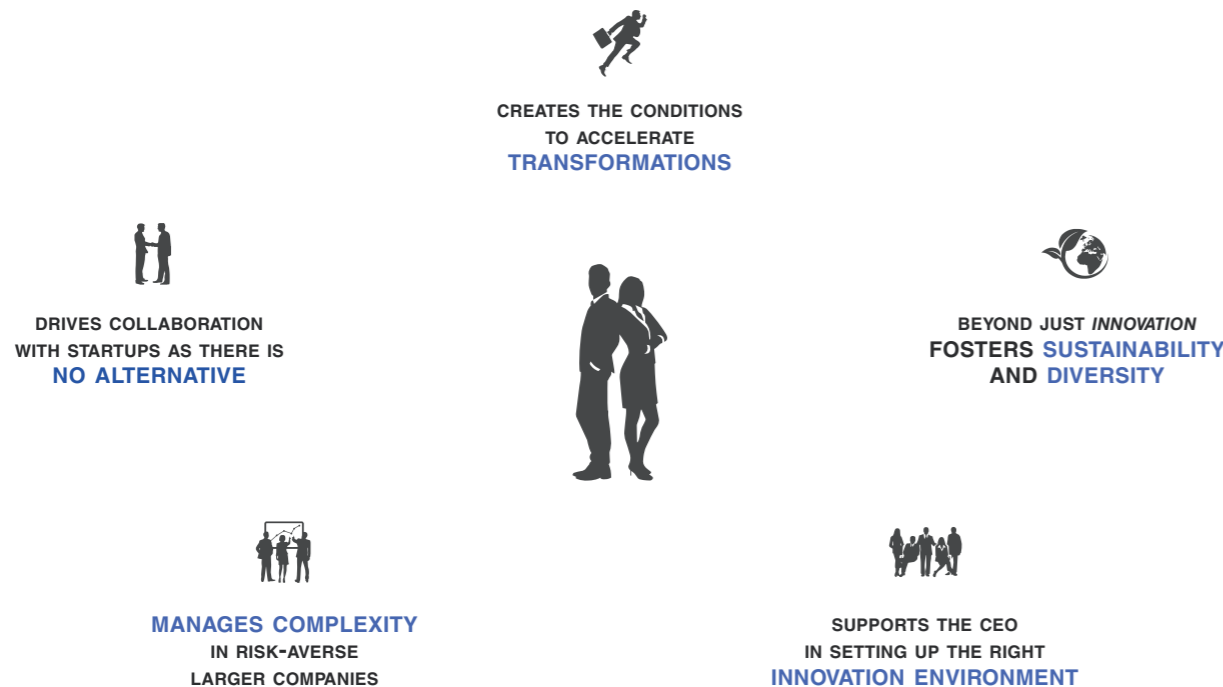 CREATES THE CONDITIONS
TO ACCELERATE
TRANSFORMATIONS
DRIVES COLLABORATION
WITH STARTUPS AS THERE IS
NO ALTERNATIVE
BEYOND JUST INNOVATION
FOSTERS SUSTAINABILITY
AND DIVERSITY
MANAGES COMPLEXITY
IN RISK-AVERSE
LARGER COMPANIES
SUPPORTS THE CEO
IN SETTING UP THE RIGHT
INNOVATION ENVIRONMENT